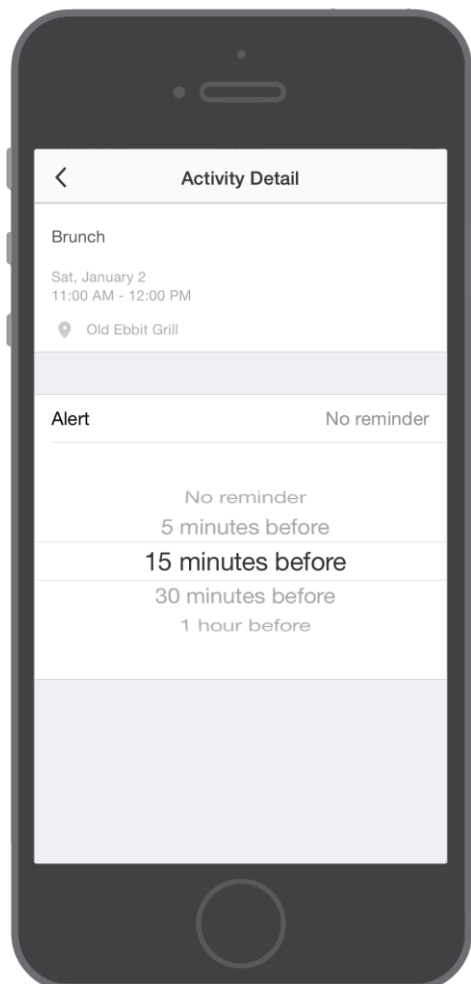 Activity Detail
Brunch
Sat, January 2
11:00 AM - 12:00 PM
Old Ebbit Grill
Alert No reminder
No reminder
5 minutes before
15 minutes before
30 minutes before
1 hour before